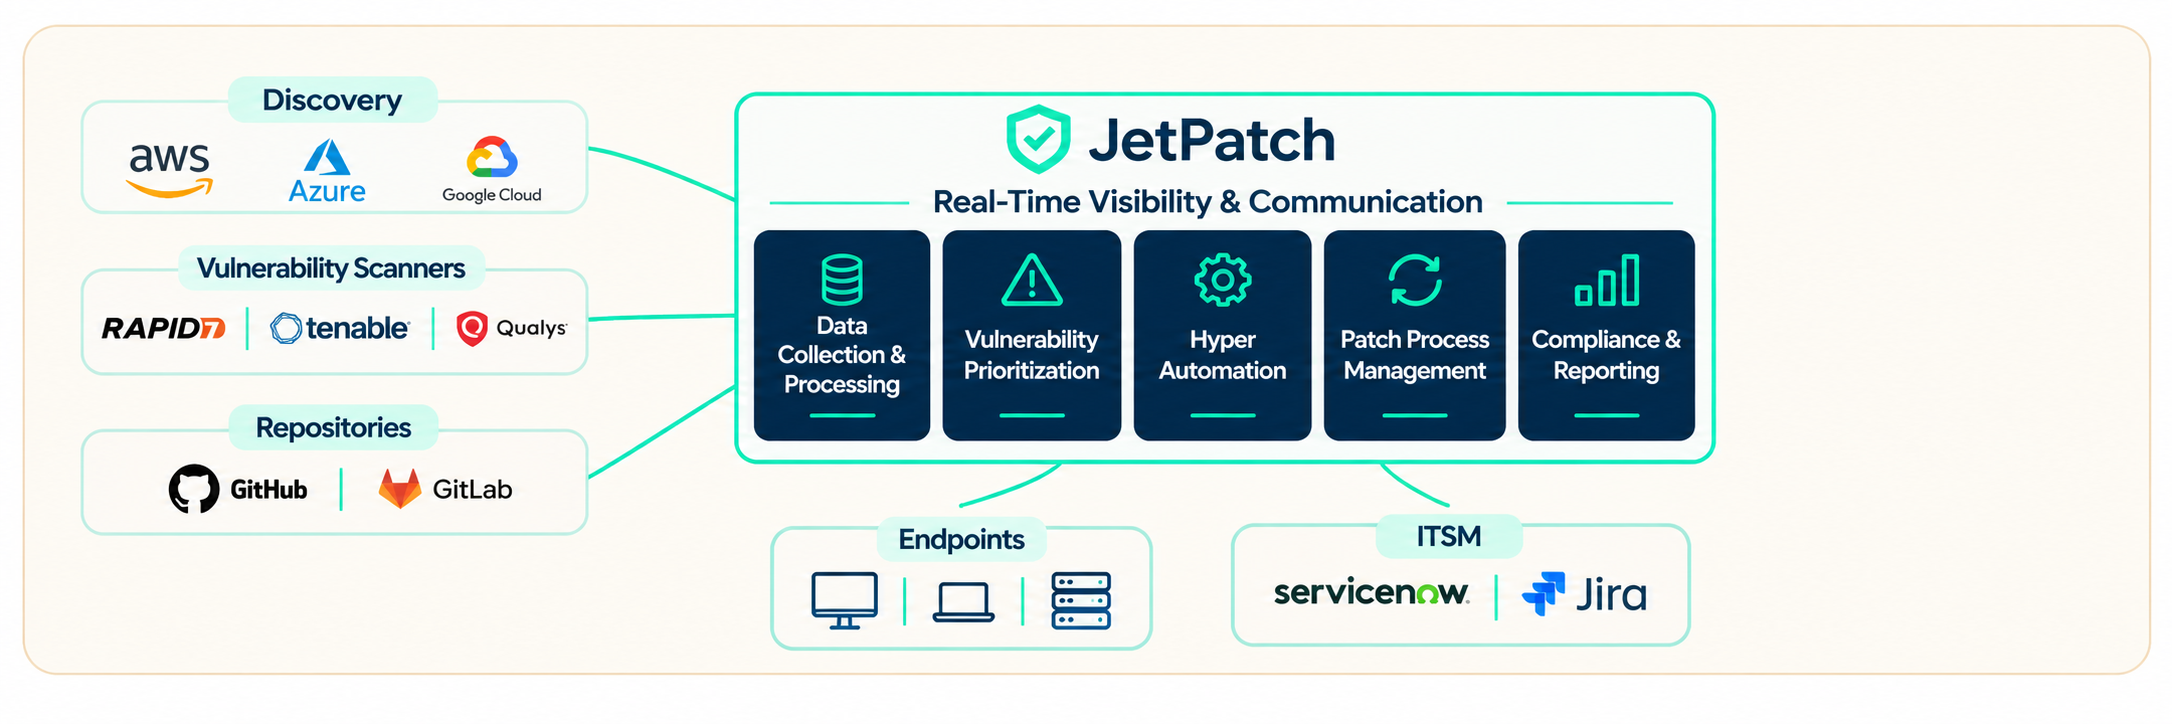 Discovery
aws
Azure
Google Cloud
Vulnerability Scanners
RAPID7
tenable
Qualys
Repositories
GitHub
GitLab
JetPatch
Real-Time Visibility & Communication
Data
Collection &
Processing
Vulnerability
Prioritization
Hyper
Automation
Patch Process
Management
Compliance &
Reporting
Endpoints
ITSM
servicenow
Jira